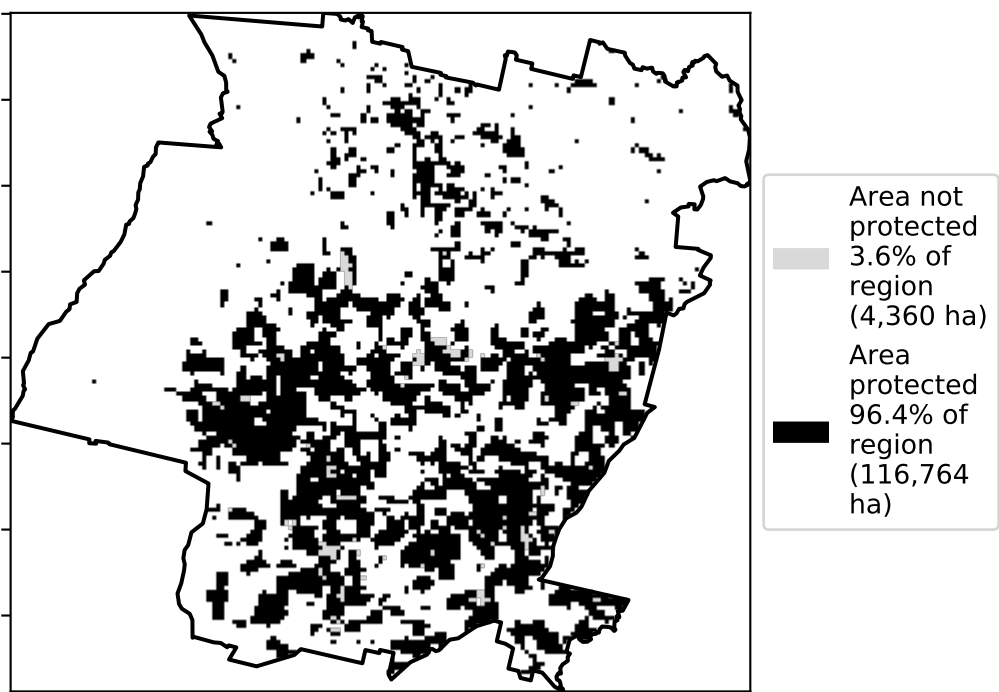 Area not
protected
3.6% of
region
(4,360 ha)
Area
protected
96.4% of
region
(116,764
ha)